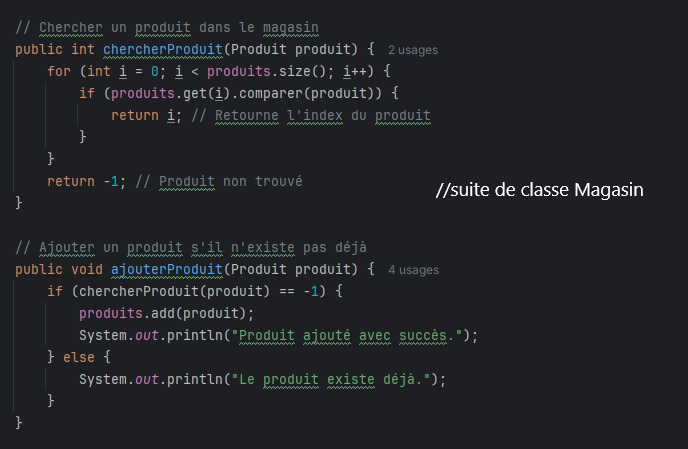 // Chercher un produit dans le magasin
public int chercherProduit(Produit produit) { 2 usages
for (int i = 0; i < produits.size(); i++) {
if (produits.get(i).comparer(produit)) {
return i; // Retourne l'index du produit
}
}
return -1; // Produit non trouvé
//suite de classe Magasin
}
// Ajouter un produit s'il n'existe pas déjà
public void ajouterProduit(Produit produit) { 4 usages
if (chercherProduit(produit) == -1) {
produits.add(produit);
System.out.println("Produit ajouté avec succès.");
} else {
System.out.println("Le produit existe déjà.");
}
}